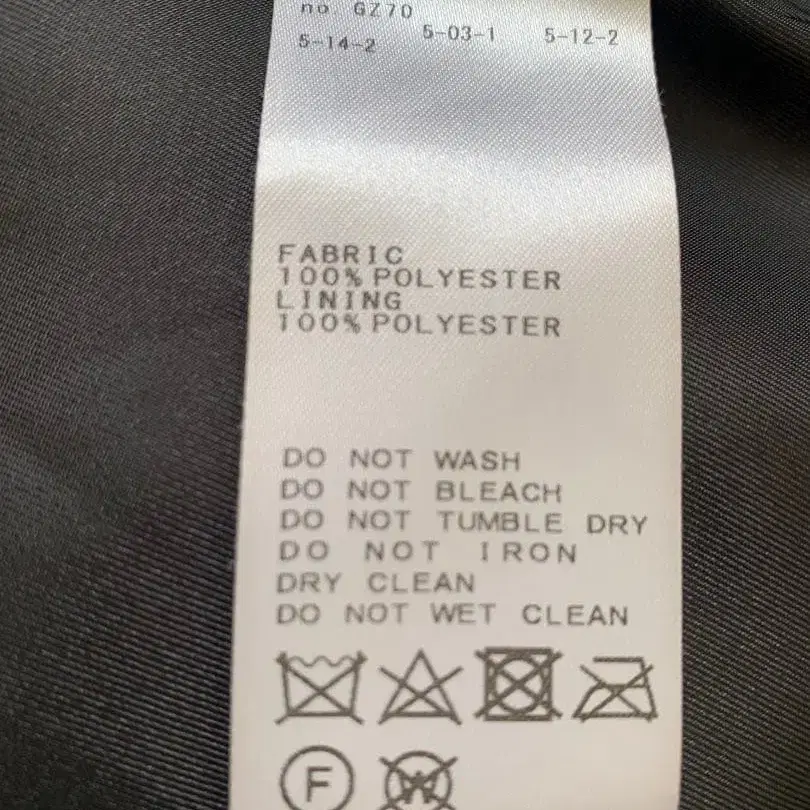 no GZ70
5-14-2 5-03-1 5-12-2
FABRIC
100% POLYESTER
LINING
100% POLYESTER
DO NOT WASH
DO NOT BLEACH
DO NOT TUMBLE DRY
DO NOT IRON
DRY CLEAN
DO NOT WET CLEAN
F W